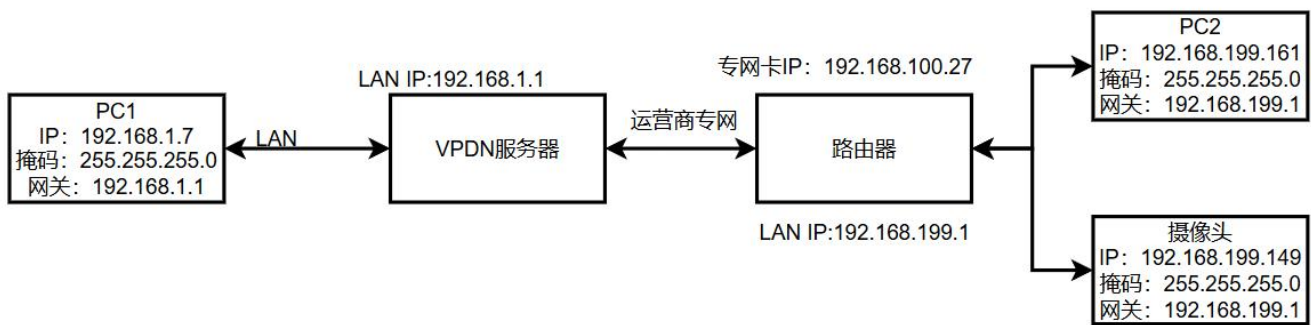 PC1
IP：192.168.1.7
掩码：255.255.255.0
网关：192.168.1.1
LAN
LAN IP:192.168.1.1
VPDN服务器
运营商专网
专网卡IP：192.168.100.27
路由器
LAN IP:192.168.199.1
PC2
IP：192.168.199.161
掩码：255.255.255.0
网关：192.168.199.1
摄像头
IP：192.168.199.149
掩码：255.255.255.0
网关：192.168.199.1